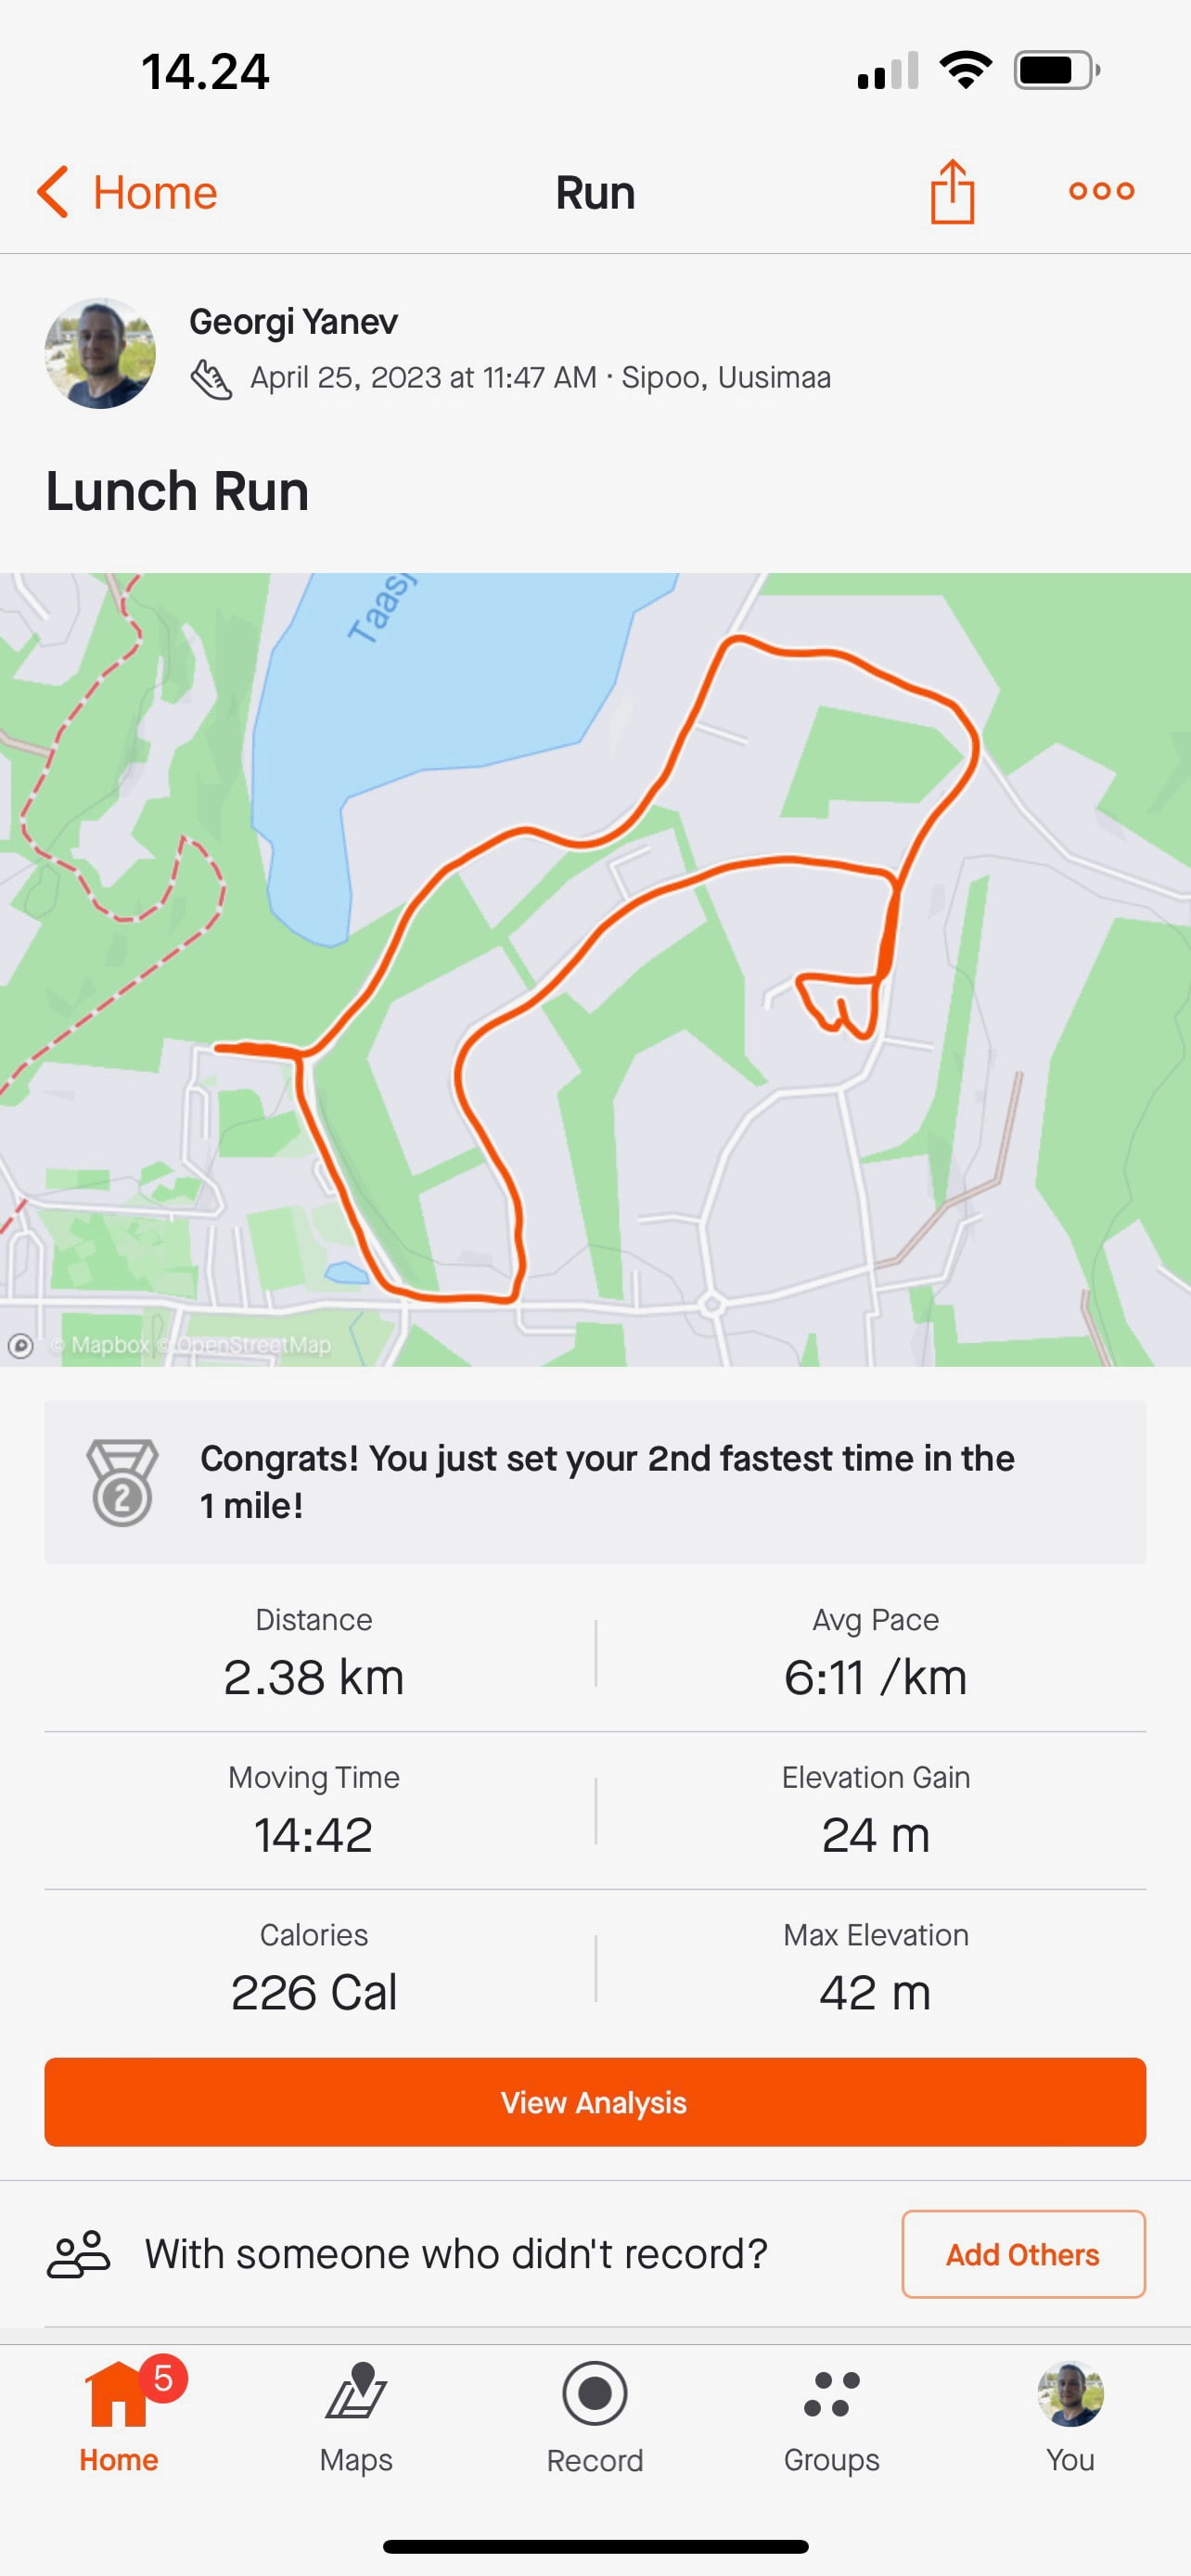 14.24
Home
Run
Georgi Yanev
April 25, 2023 at 11:47 AM · Sipoo, Uusimaa
Lunch Run
Taasj
© Mapbox © OpenStreetMap
2
Congrats! You just set your 2nd fastest time in the
1 mile!
Distance
2.38 km
Avg Pace
6:11 /km
Moving Time
14:42
Elevation Gain
24 m
Calories
226 Cal
Max Elevation
42 m
View Analysis
With someone who didn't record?
Add Others
5
Home
Maps
Record
Groups
You